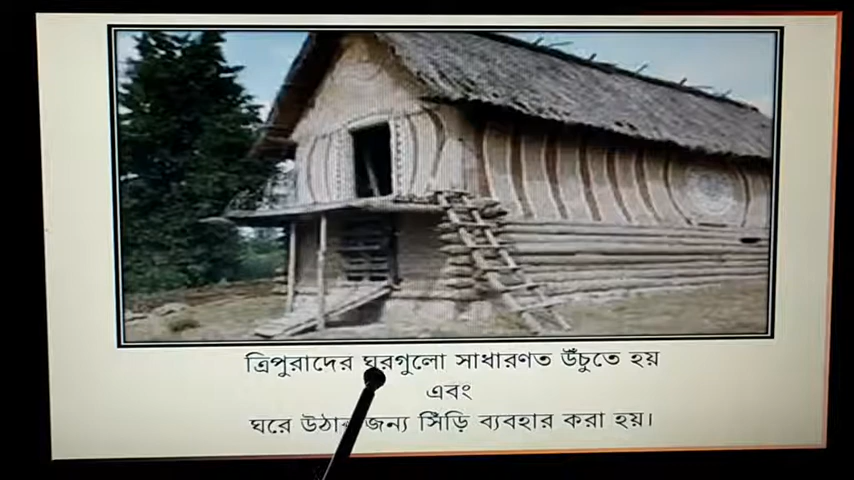 ত্রিপুরাদের ঘরগুলো সাধারণত উঁচুতে হয়
এবং
ঘরে উঠার জন্য সিঁড়ি ব্যবহার করা হয়।